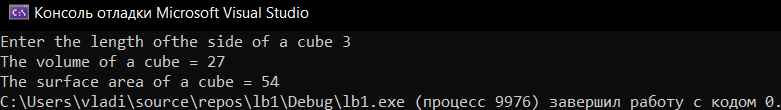 Консоль отладки Microsoft Visual Studio
Enter the length ofthe side of a cube 3
The volume of a cube = 27
The surface area of a cube = 54
C:\Users\vladi\source\repos\lb1\Debug\lb1.exe (процесс 9976) завершил работу с кодом 0.